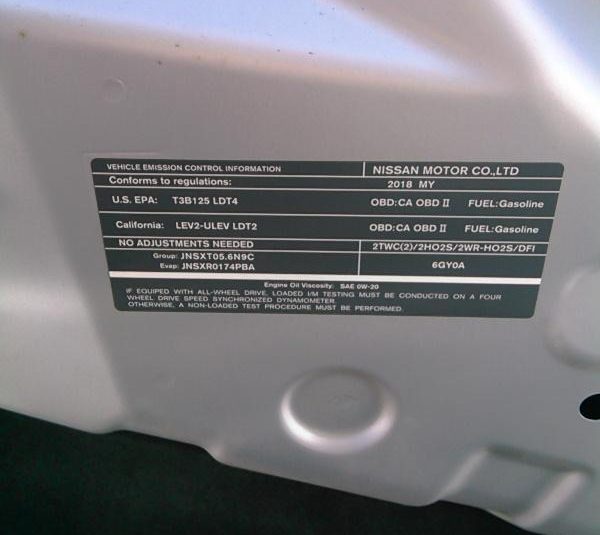 VEHICLE EMISSION CONTROL INFORMATION NISSAN MOTOR CO.,LTD
Conforms to regulations: 2018 MY
U.S. EPA: T3B125 LDT4 OBD:CA OBD II FUEL:Gasoline
California: LEV2-ULEV LDT2 OBD:CA OBD II FUEL:Gasoline
NO ADJUSTMENTS NEEDED 2TWC(2)/2HO2S/2WR-HO2S/DFI
Group: JNSXT05.6N9C
Evap: JNSXR0174PBA 6GY0A
Engine Oil Viscosity: SAE 0W-20
IF EQUIPED WITH ALL-WHEEL DRIVE, LOADED I/M TESTING MUST BE CONDUCTED ON A FOUR
WHEEL DRIVE SPEED SYNCHRONIZED DYNAMOMETER.
OTHERWISE, A NON-LOADED TEST PROCEDURE MUST BE PERFORMED.